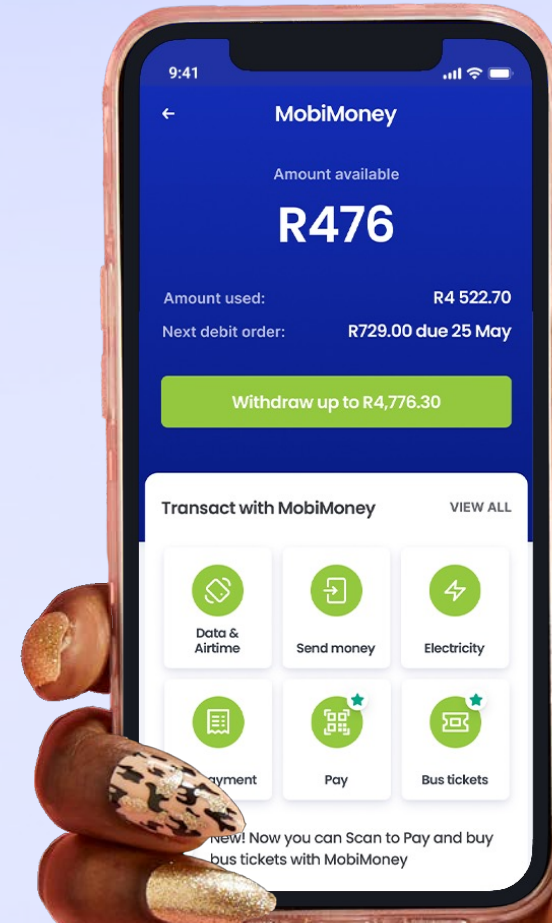 9:41
MobiMoney
Amount available
R476
Amount used: R4 522.70
Next debit order: R729.00 due 25 May
Withdraw up to R4,776.30
Transact with MobiMoney VIEW ALL
Data &
Airtime
Send money Electricity
Pay Bus tickets
New! Now you can Scan to Pay and buy
bus tickets with MobiMoney